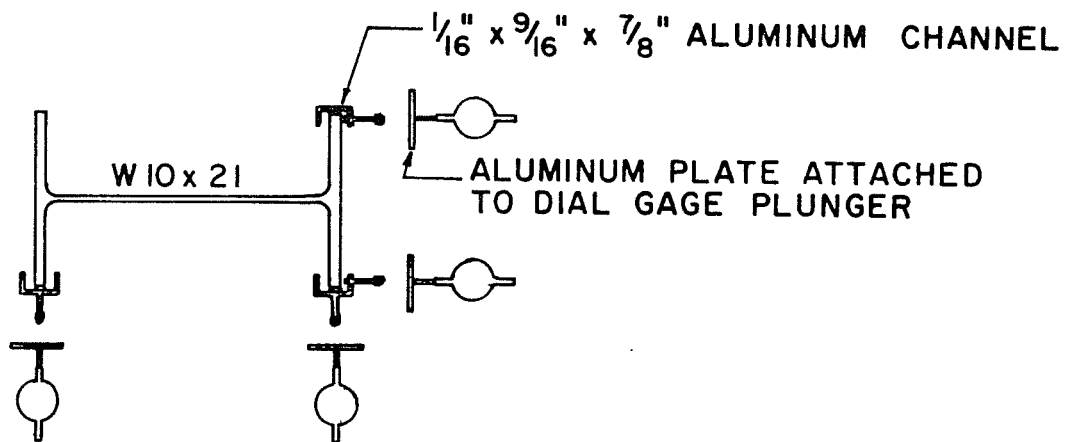 1/16" x 9/16" x 7/8" ALUMINUM CHANNEL
W 10 x 21
ALUMINUM PLATE ATTACHED
TO DIAL GAGE PLUNGER